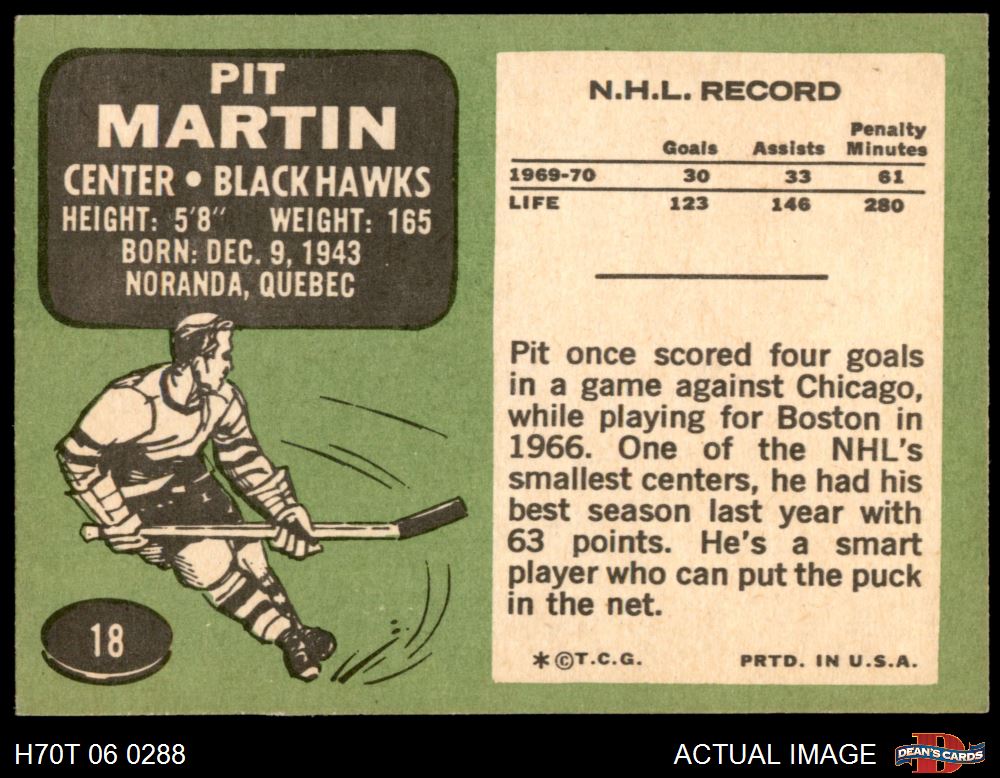 PIT
MARTIN
CENTER • BLACK HAWKS
HEIGHT: 5'8" WEIGHT: 165
BORN: DEC. 9, 1943
NORANDA, QUEBEC
18
N.H.L. RECORD
Goals Assists Penalty Minutes
1969-70 30 33 61
LIFE 123 146 280
Pit once scored four goals
in a game against Chicago,
while playing for Boston in
1966. One of the NHL's
smallest centers, he had his
best season last year with
63 points. He's a smart
player who can put the puck
in the net.
*©T.C.G. PRTD. IN U.S.A.
H70T 06 0288 ACTUAL IMAGE DEAN'S CARDS